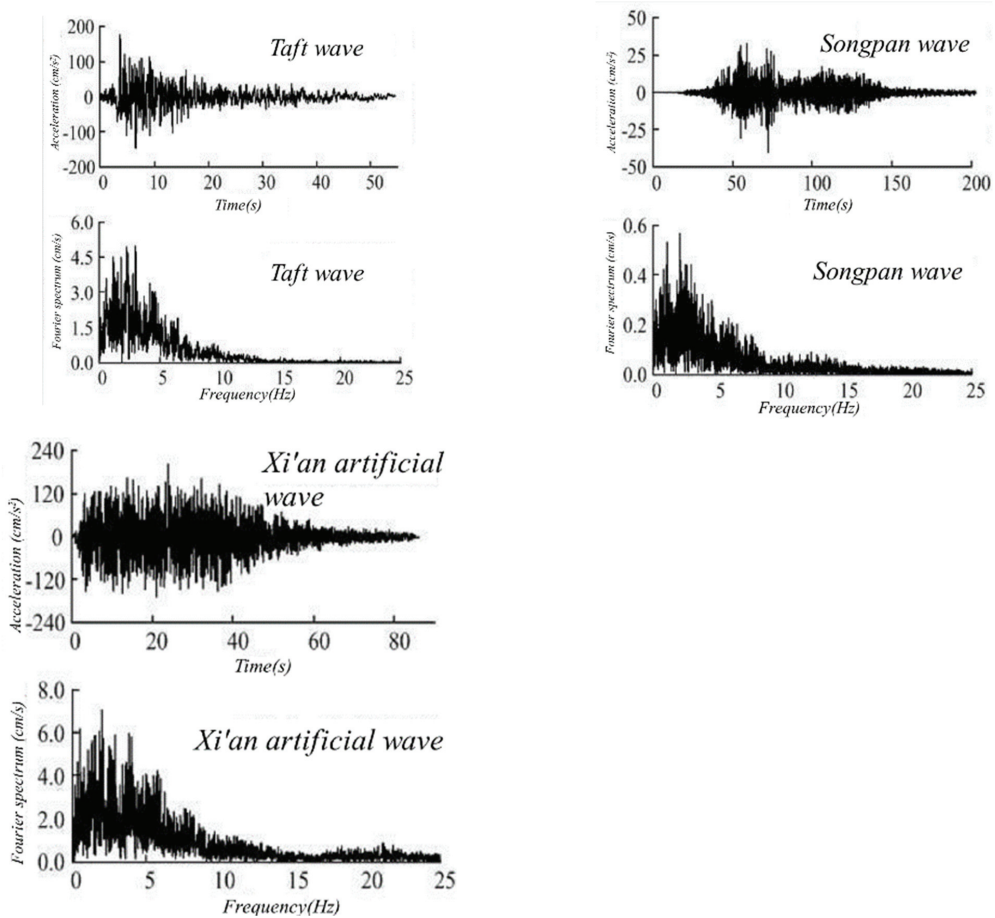 200
100
0
-100
-200
Acceleration (cm/s²)
Taft wave
0 10 20 30 40 50
Time(s)
6.0
4.5
3.0
1.5
0.0
Fourier spectrum (cm/s)
Taft wave
0 5 10 15 20 25
Frequency(Hz)
50
25
0
-25
-50
Acceleration (cm/s²)
Songpan wave
0 50 100 150 200
Time(s)
0.6
0.4
0.2
0.0
Fourier spectrum (cm/s)
Songpan wave
0 5 10 15 20 25
Frequency(Hz)
240
120
0
-120
-240
Acceleration (cm/s²)
Xi'an artificial
wave
0 20 40 60 80
Time(s)
8.0
6.0
4.0
2.0
0.0
Fourier spectrum (cm/s)
Xi'an artificial wave
0 5 10 15 20 25
Frequency(Hz)